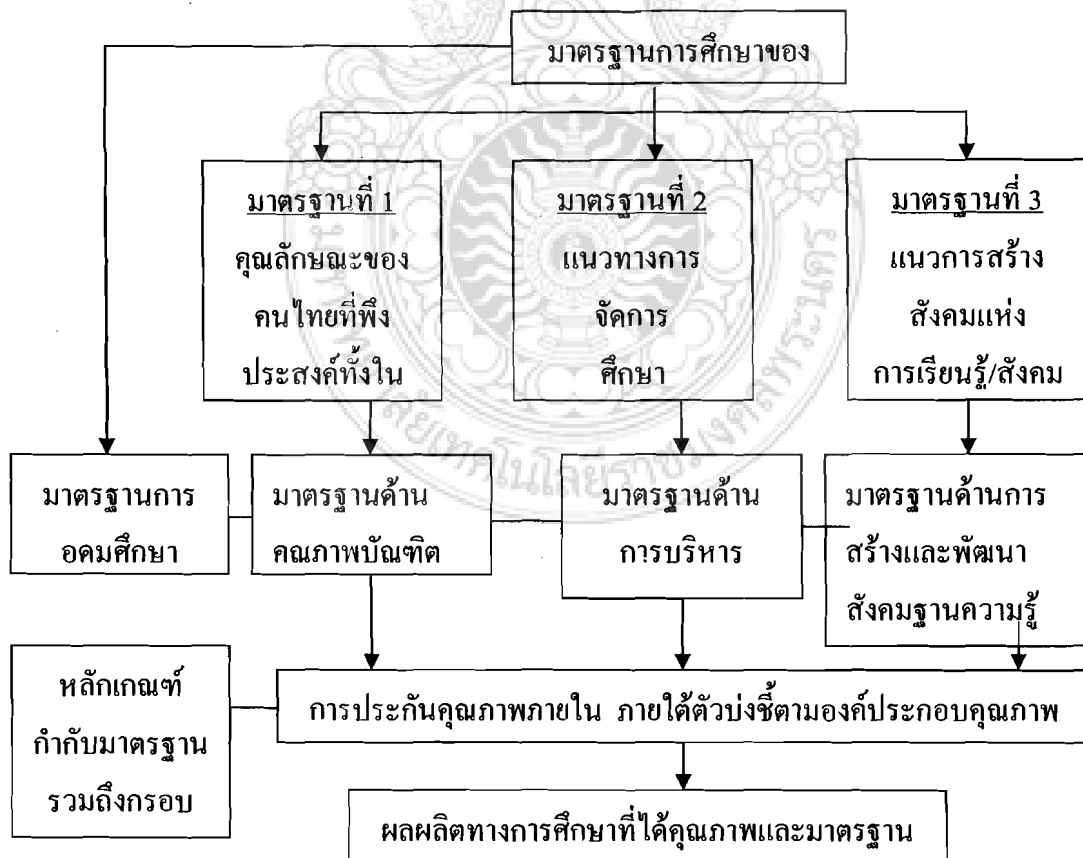 มาตรฐานการศึกษาของ
มาตรฐานที่ 1
คุณลักษณะของ
คนไทยที่พึง
ประสงค์ทั้งใน
มาตรฐานที่ 2
แนวทางการ
จัดการ
ศึกษา
มาตรฐานที่ 3
แนวการสร้าง
สังคมแห่ง
การเรียนรู้/สังคม
มาตรฐานการ
อคมศึกษา
มาตรฐานด้าน
คณภาพบัณฑิต
มาตรฐานด้าน
การบริหาร
มาตรฐานด้านการ
สร้างและพัฒนา
สังคมฐานความรู้
หลักเกณฑ์
กำกับมาตรฐาน
รวมถึงกรอบ
การประกันคุณภาพภายใน ภายใต้ตัวบ่งชี้ตามองค์ประกอบคุณภาพ
ผลผลิตทางการศึกษาที่ได้คุณภาพและมาตรฐาน